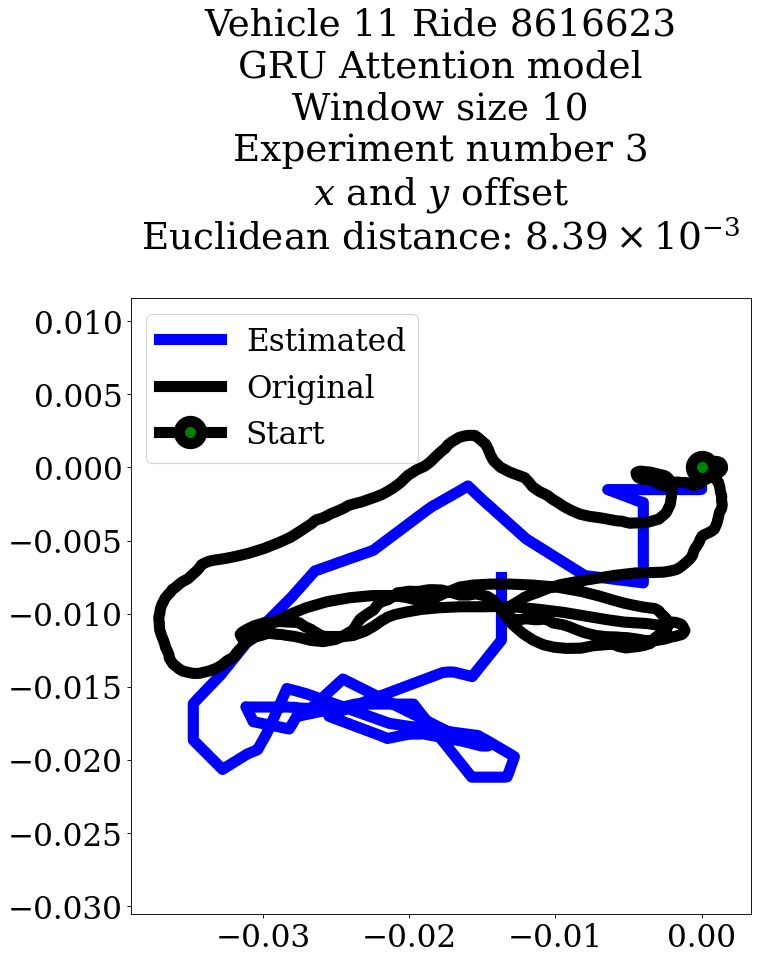 Vehicle 11 Ride 8616623
GRU Attention model
Window size 10
Experiment number 3
x and y offset
Euclidean distance: 8.39 × 10⁻³
Estimated
Original
Start
0.010
0.005
0.000
−0.005
−0.010
−0.015
−0.020
−0.025
−0.030
−0.03 −0.02 −0.01 0.00